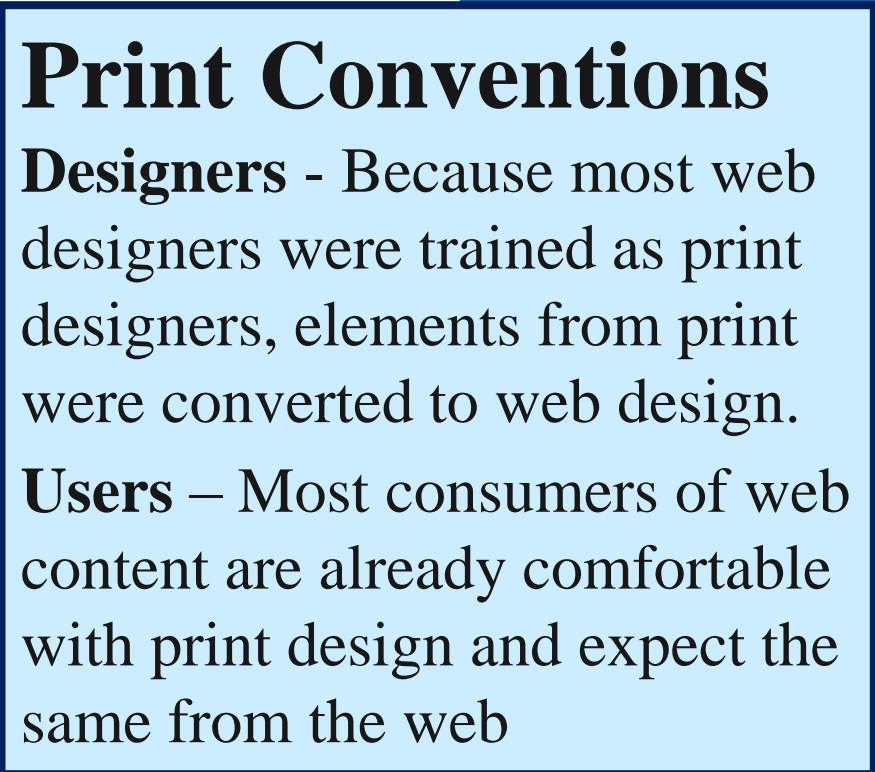 Print Conventions
Designers - Because most web
designers were trained as print
designers, elements from print
were converted to web design.
Users – Most consumers of web
content are already comfortable
with print design and expect the
same from the web